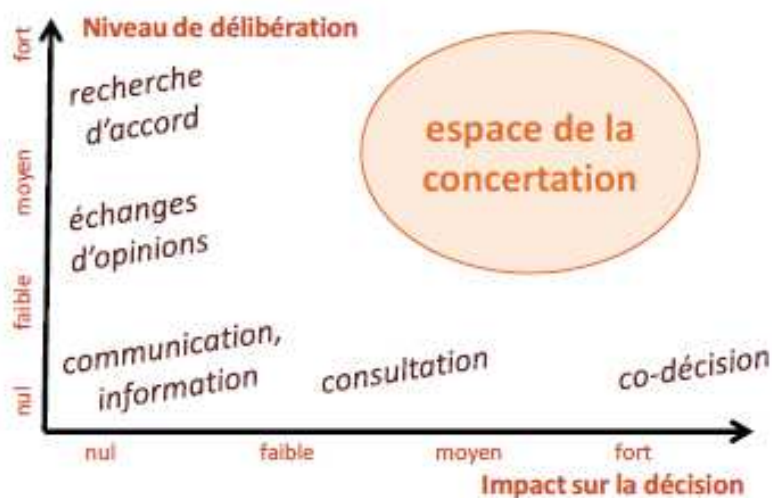 Niveau de délibération
fort
moyen
faible
nul
recherche
d'accord
échanges
d'opinions
communication,
information
consultation
co-décision
espace de la
concertation
nul
faible
moyen
fort
Impact sur la décision